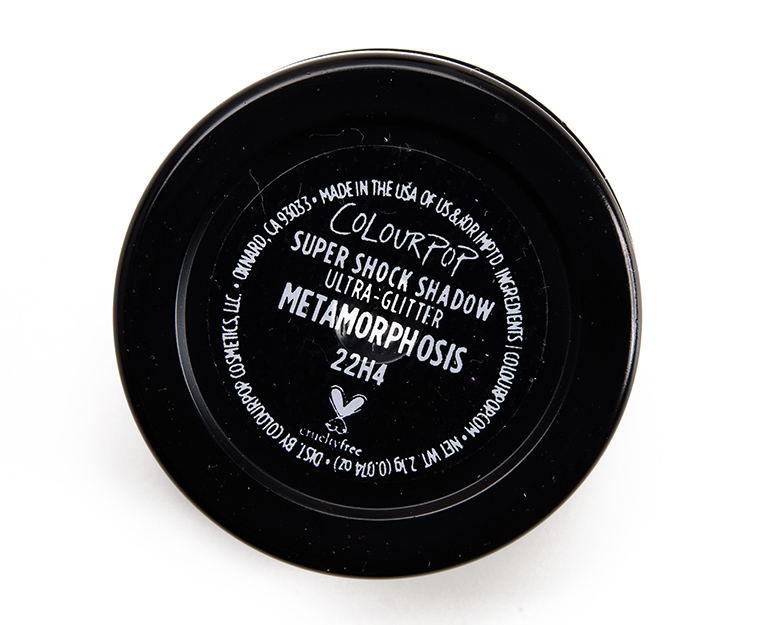 COLOURPOP
SUPER SHOCK SHADOW
ULTRA-GLITTER
METAMORPHOSIS
22H4
crueltyfree
MADE IN THE USA OF US &/OR IMPTD. INGREDIENTS | COLOURPOP.COM • NET WT. 2.1g (0.074 oz) • DIST. BY COLOURPOP COSMETICS, LLC. • OXNARD, CA 93033 •